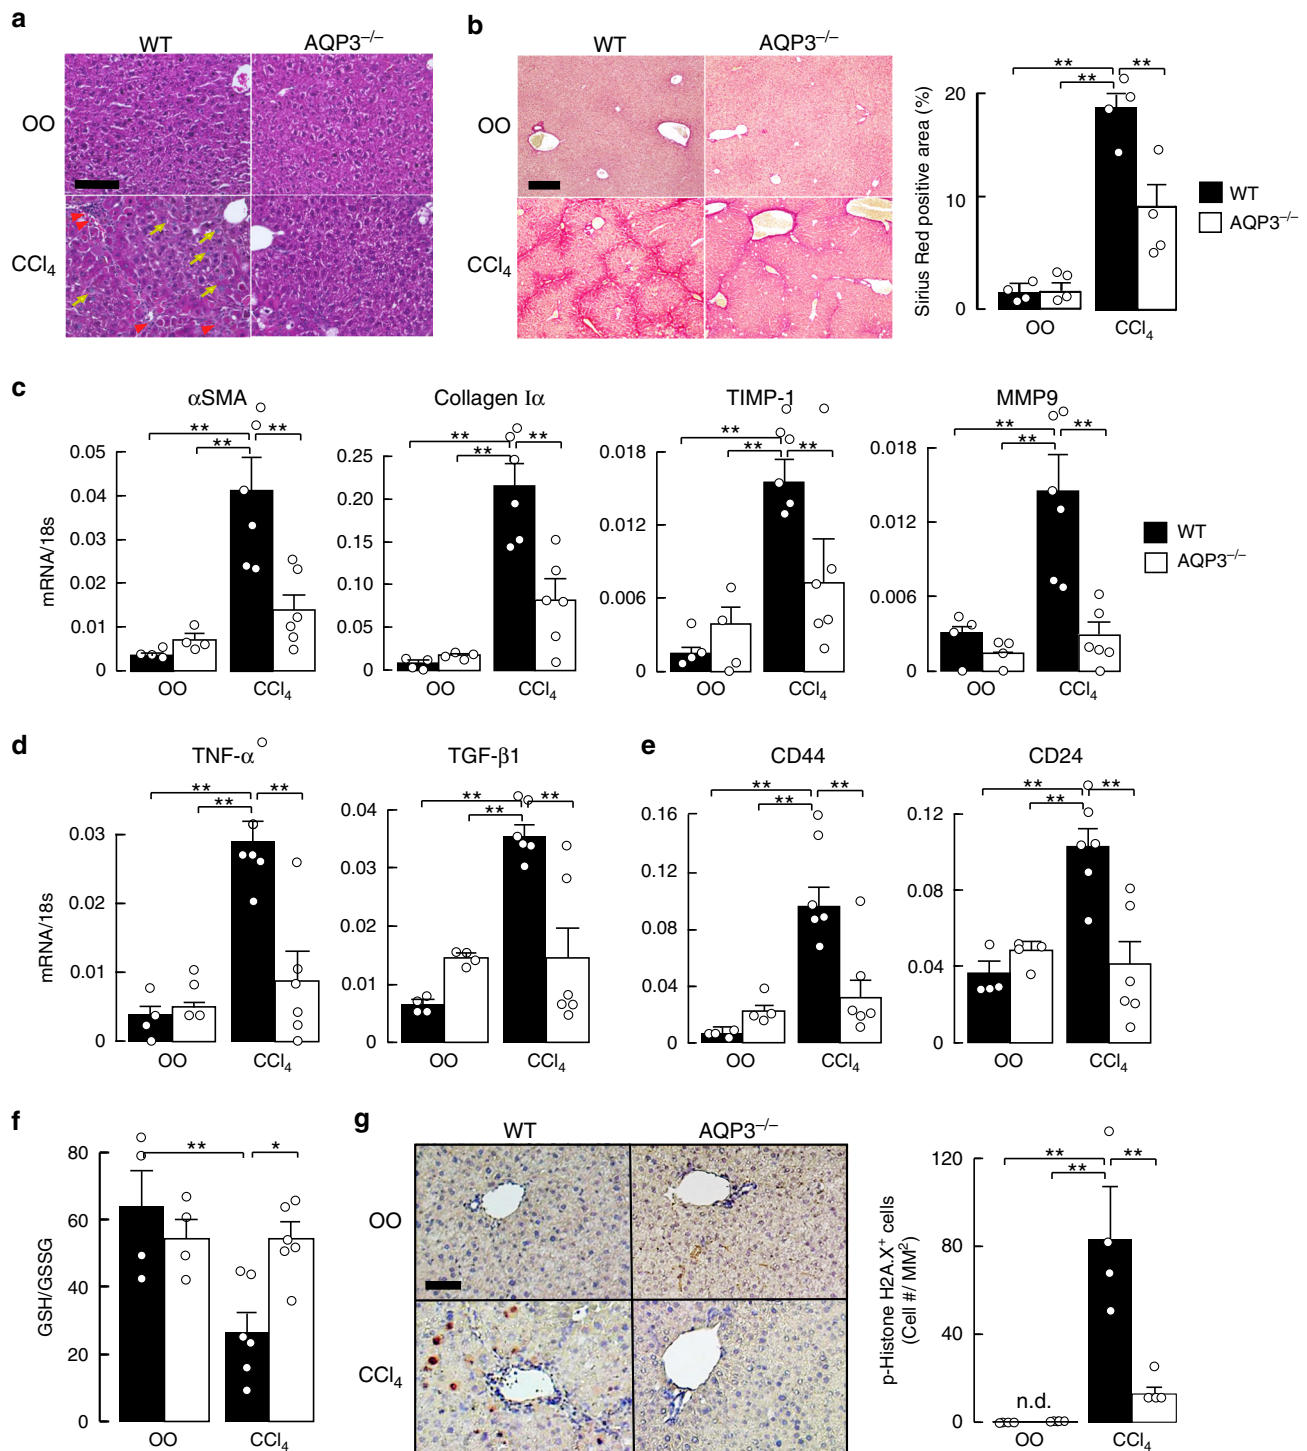 a
WT
AQP3–/–
OO
CCl4
b
WT
AQP3–/–
OO
CCl4
Sirius Red positive area (%)
20
10
0
**
**
**
OO
CCl4
WT
AQP3–/–
c
αSMA
mRNA/18s
0.05
0.04
0.03
0.02
0.01
0
**
**
**
OO
CCl4
Collagen Iα
0.25
0.20
0.15
0.10
0.05
0
**
**
**
OO
CCl4
TIMP-1
0.018
0.012
0.006
0
**
**
**
OO
CCl4
MMP9
0.018
0.012
0.006
0
**
**
**
OO
CCl4
WT
AQP3–/–
d
TNF-α
mRNA/18s
0.03
0.02
0.01
0
**
**
**
OO
CCl4
TGF-β1
0.04
0.03
0.02
0.01
0
**
**
**
OO
CCl4
e
CD44
0.16
0.12
0.08
0.04
0
**
**
**
OO
CCl4
CD24
0.12
0.08
0.04
0
**
**
**
OO
CCl4
f
GSH/GSSG
80
60
40
20
0
**
*
OO
CCl4
g
WT
AQP3–/–
OO
CCl4
p-Histone H2A.X+ cells
(Cell #/ MM2)
120
80
40
0
**
**
**
n.d.
OO
CCl4